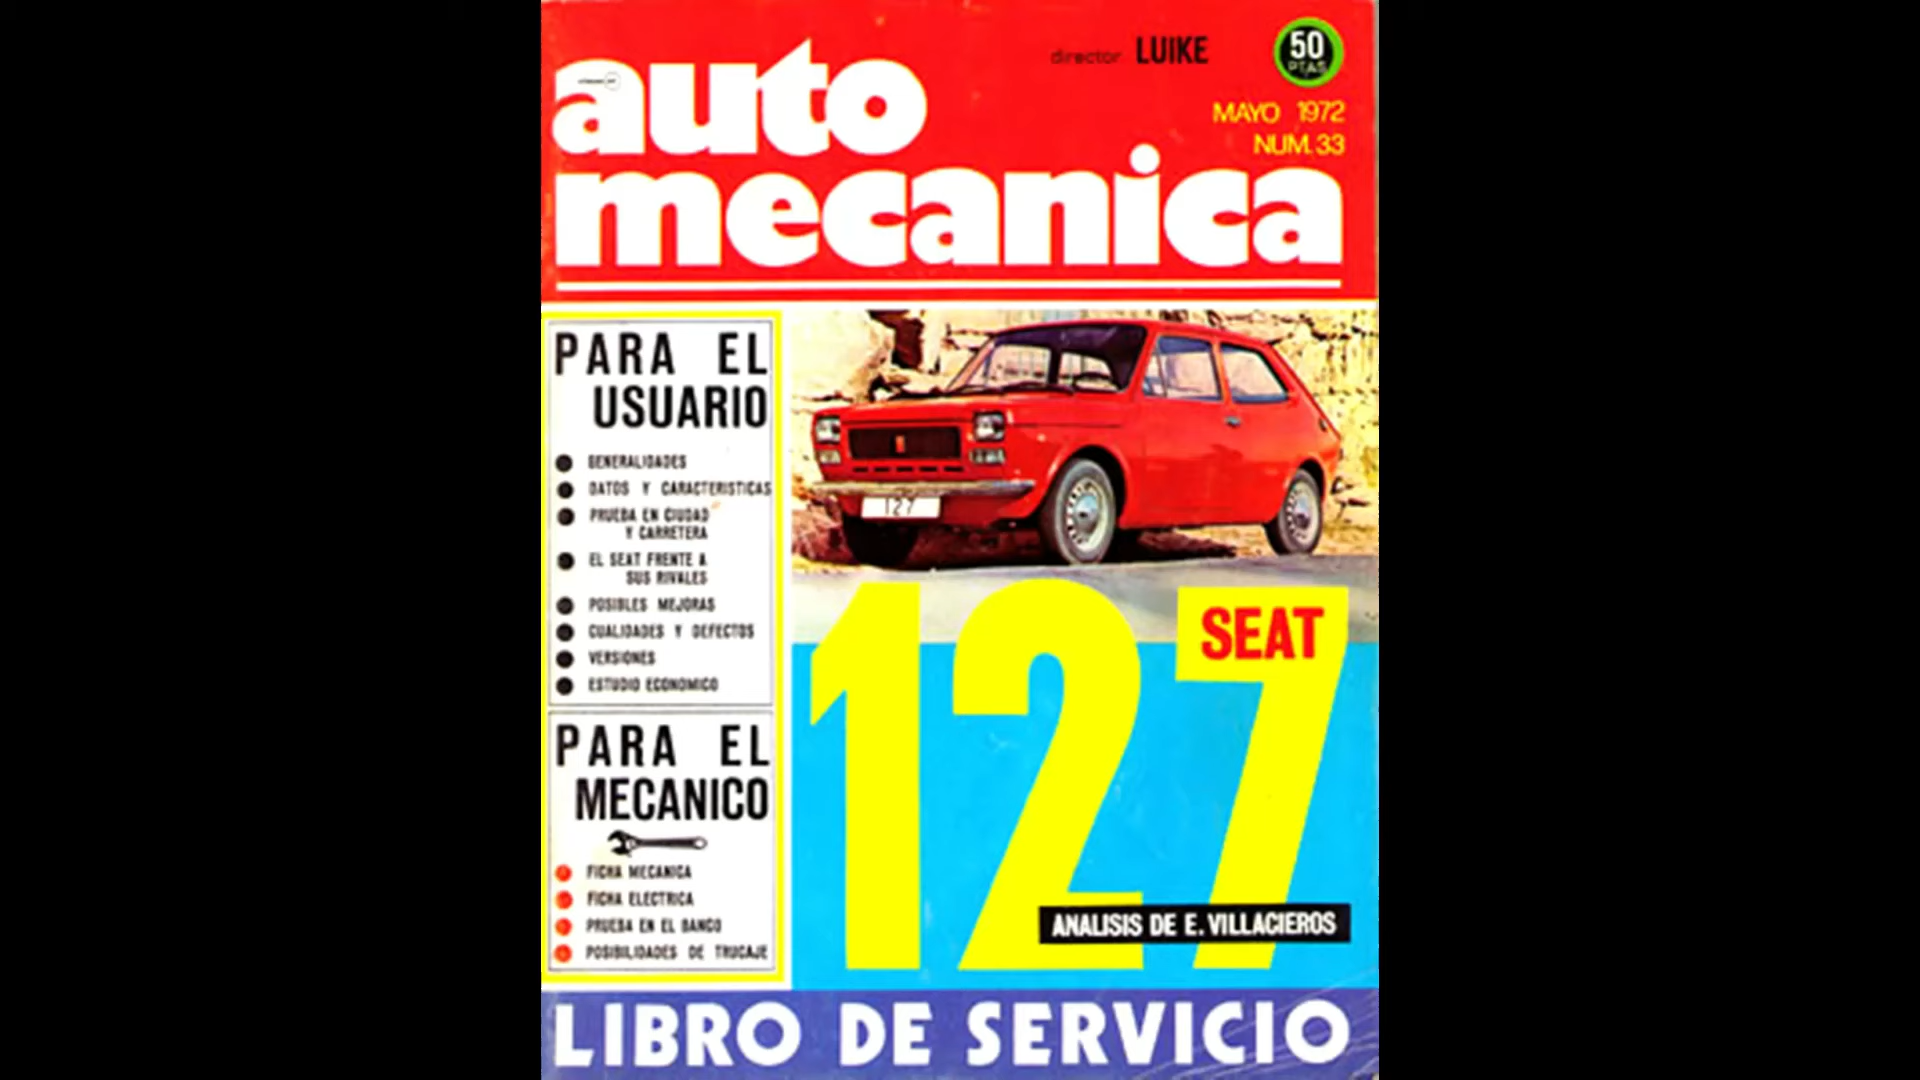 director LUIKE
50
PTAS
MAYO 1972
NUM. 33
auto
mecanica
PARA EL
USUARIO
GENERALIDADES
DATOS Y CARACTERISTICAS
PRUEBA EN CIUDAD
Y CARRETERA
EL SEAT FRENTE A
SUS RIVALES
POSIBLES MEJORAS
CUALIDADES Y DEFECTOS
VERSIONES
ESTUDIO ECONOMICO
PARA EL
MECANICO
FICHA MECANICA
FICHA ELECTRICA
PRUEBA EN EL BANCO
POSIBILIDADES DE TRUCAJE
127
127
SEAT
ANALISIS DE E. VILLACIEROS
LIBRO DE SERVICIO